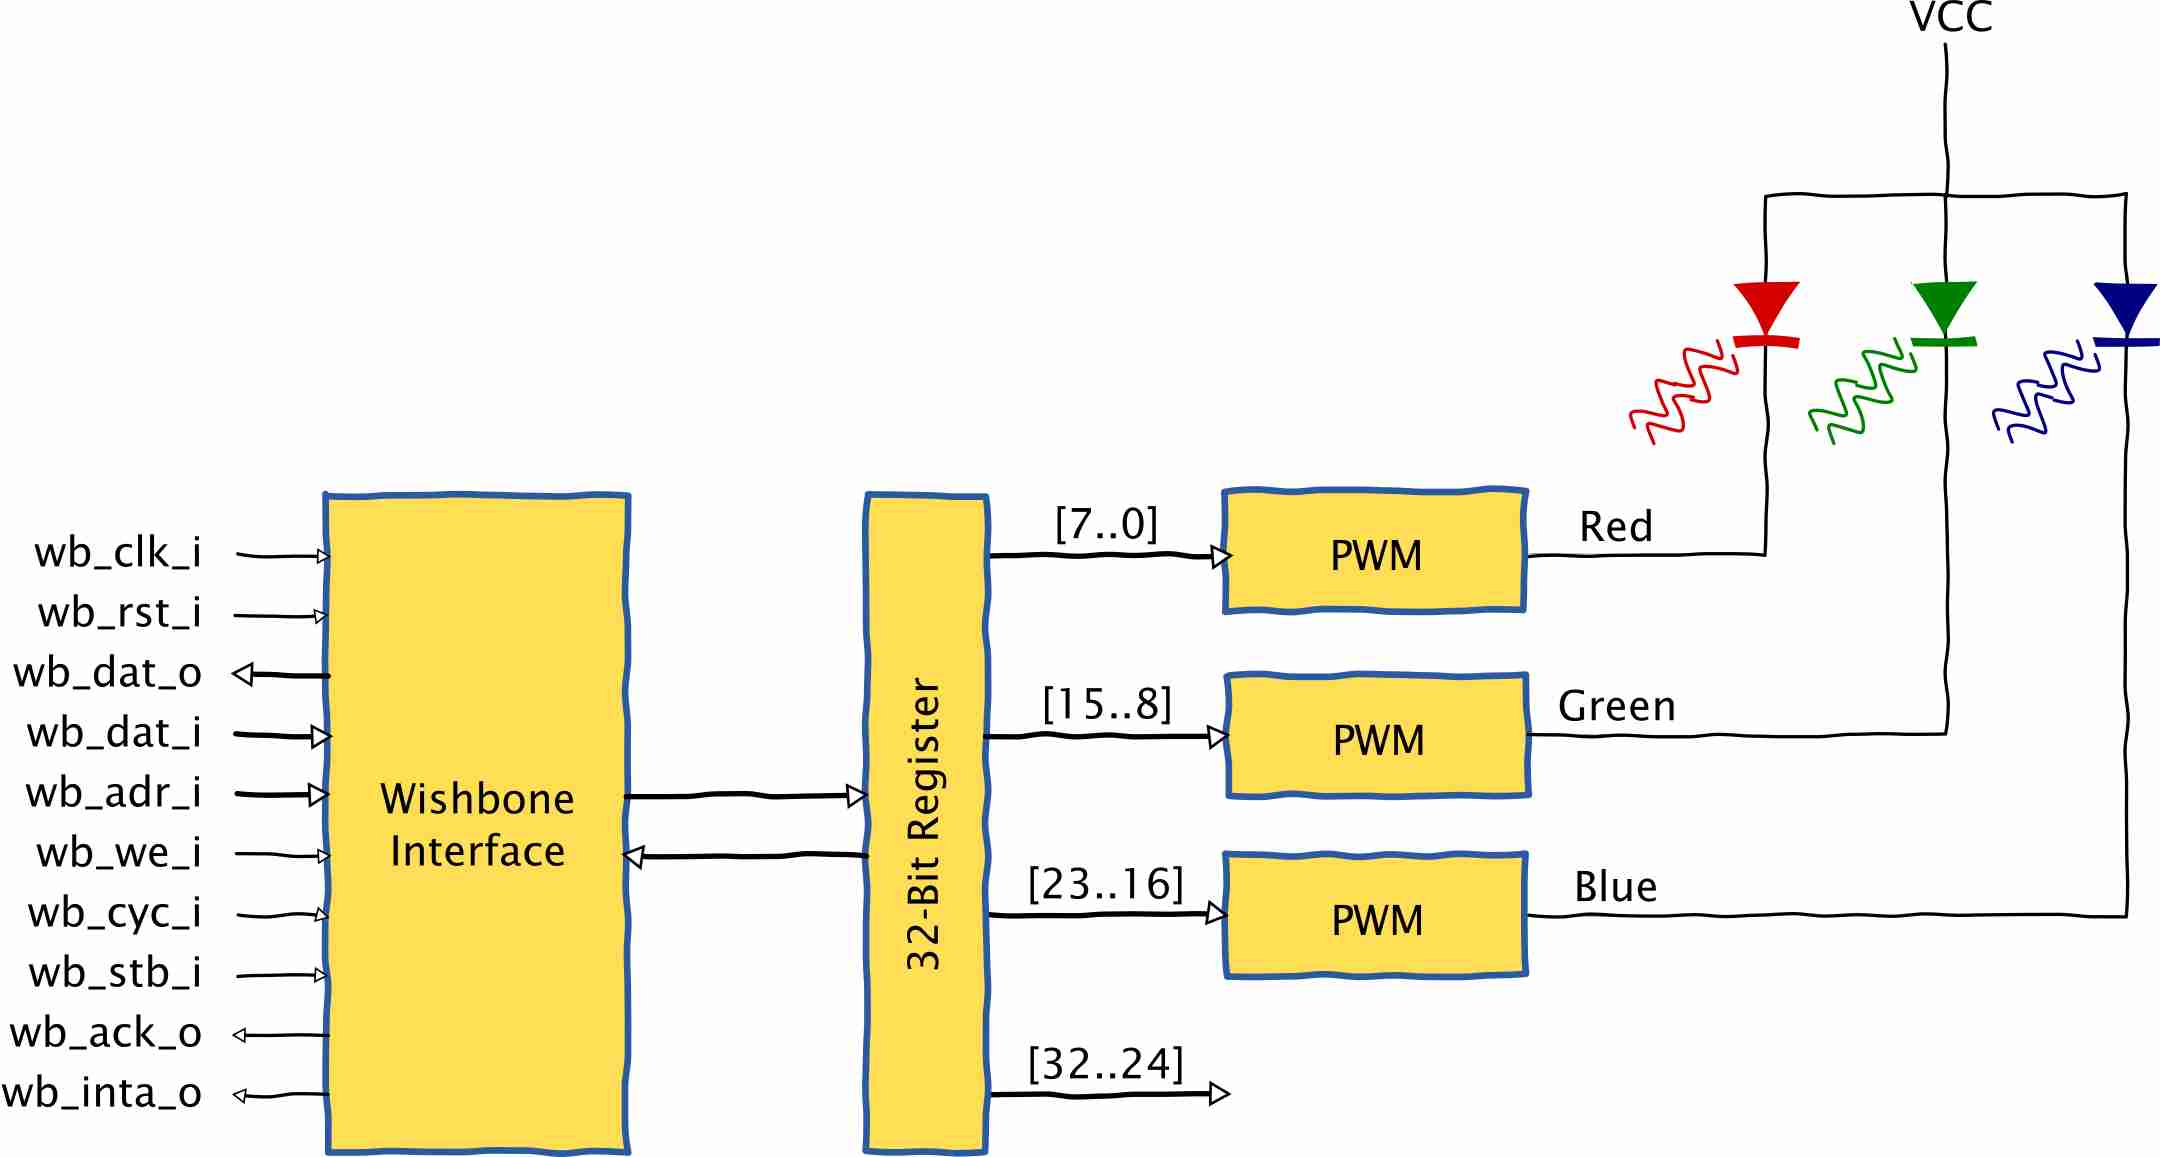 VCC
wb_clk_i
wb_rst_i
wb_dat_o
wb_dat_i
wb_adr_i
wb_we_i
wb_cyc_i
wb_stb_i
wb_ack_o
wb_inta_o
Wishbone
Interface
32-Bit Register
[7..0]
[15..8]
[23..16]
[32..24]
PWM
PWM
PWM
Red
Green
Blue